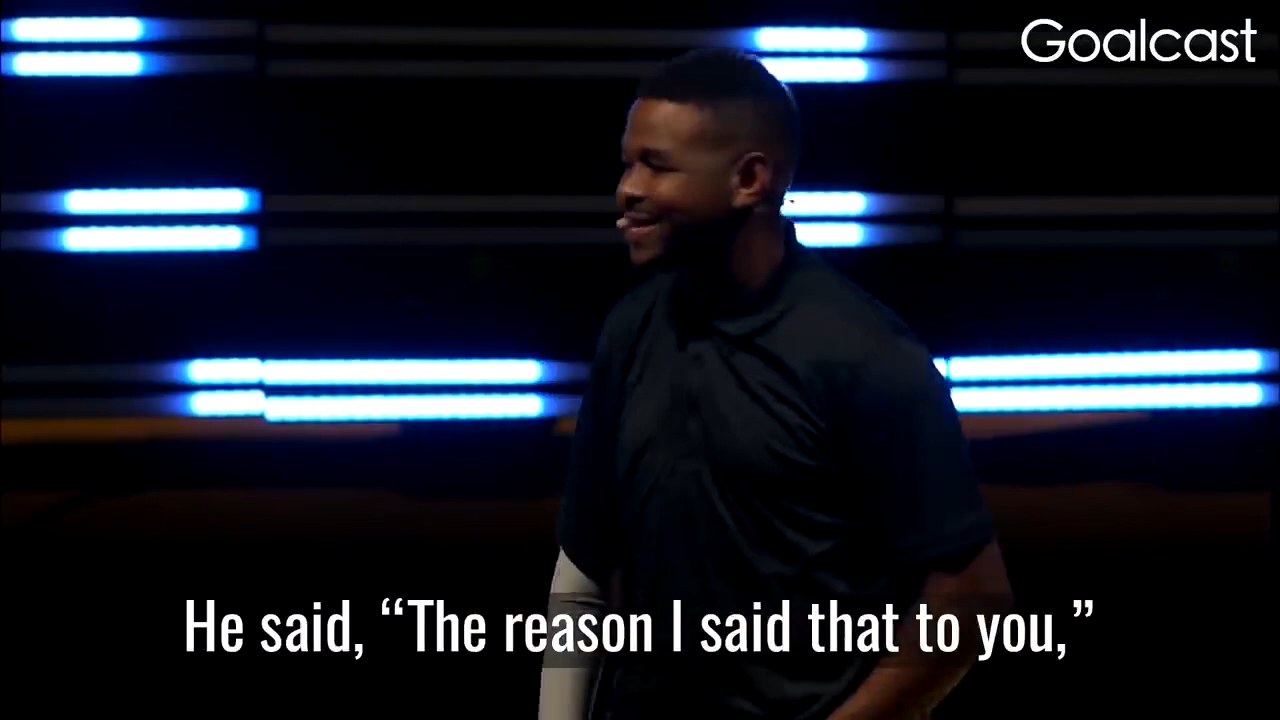 Goalcast
He said, “The reason I said that to you,”